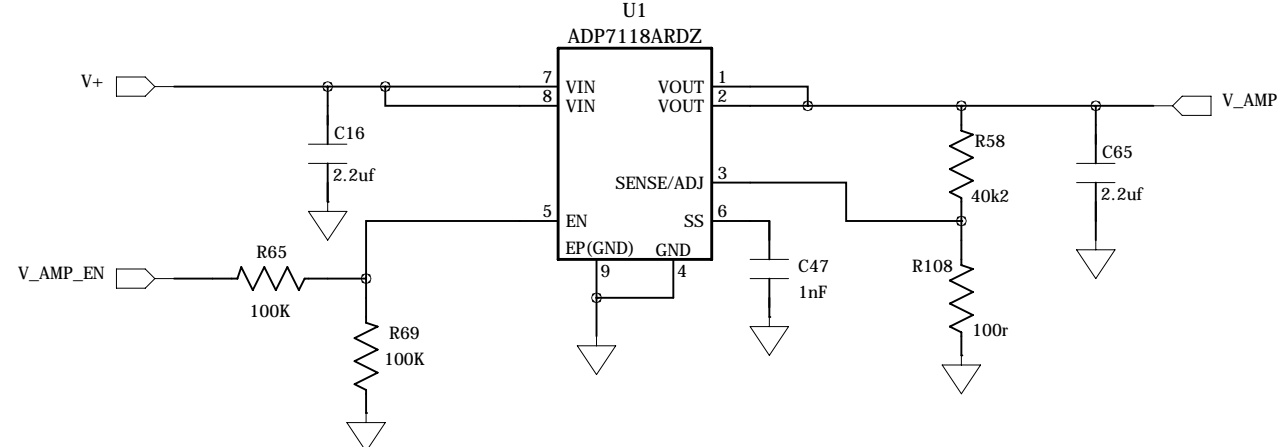 U1
ADP7118ARDZ
V+
7
VIN
VOUT
1
8
VIN
VOUT
2
V_AMP
C16
2.2uf
R58
40k2
C65
2.2uf
SENSE/ADJ
3
5
EN
SS
6
EP(GND)
GND
9
4
V_AMP_EN
R65
100K
C47
1nF
R108
100r
R69
100K